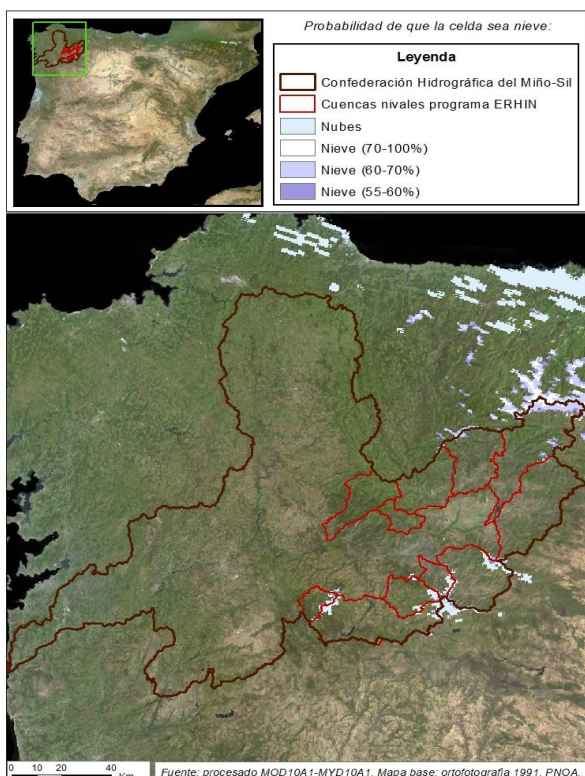 Probabilidad de que la celda sea nieve:
Leyenda
Confederación Hidrográfica del Miño-Sil
Cuencas nivales programa ERHIN
Nubes
Nieve (70-100%)
Nieve (60-70%)
Nieve (55-60%)
0 10 20 40
Km
Fuente: procesado MOD10A1-MYD10A1. Mapa base: ortofotografía 1991. PNOA